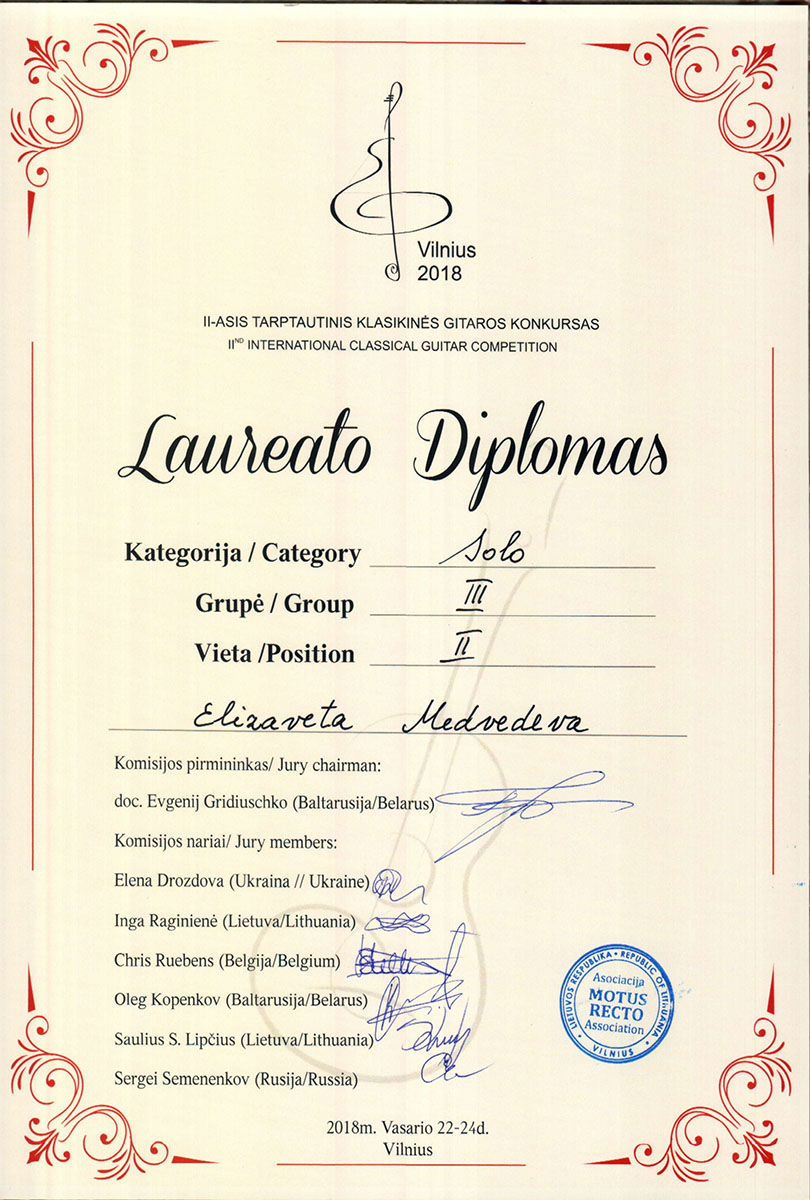 Vilnius
2018
II-ASIS TARPTAUTINIS KLASIKINĖS GITAROS KONKURSAS
II ND INTERNATIONAL CLASSICAL GUITAR COMPETITION
Laureato Diplomas
Kategorija / Category Solo
Grupė / Group III
Vieta /Position II
Elizaveta Medvedeva
Komisijos pirmininkas/ Jury chairman:
doc. Evgenij Gridiuschko (Baltarusija/Belarus)
Komisijos nariai/ Jury members:
Elena Drozdova (Ukraina // Ukraine)
Inga Raginienė (Lietuva/Lithuania)
Chris Ruebens (Belgija/Belgium)
Oleg Kopenkov (Baltarusija/Belarus)
Saulius S. Lipčius (Lietuva/Lithuania)
Sergei Semenenkov (Rusija/Russia)
LIETUVOS RESPUBLIKA • REPUBLIC OF LITHUANIA
Asociacija
MOTUS
RECTO
Association
• VILNIUS •
2018m. Vasario 22-24d.
Vilnius